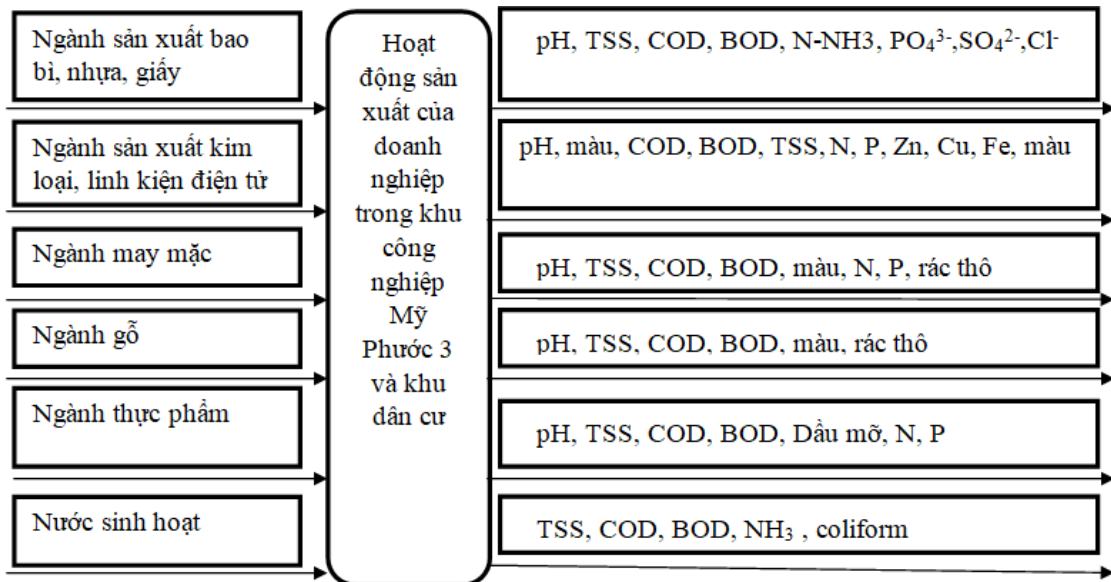 Ngành sản xuất bao
bì, nhựa, giấy
Ngành sản xuất kim
loại, linh kiện điện tử
Ngành may mặc
Ngành gỗ
Ngành thực phẩm
Nước sinh hoạt
Hoạt
động sản
xuất của
doanh
nghiệp
trong khu
công
nghiệp
Mỹ
Phước 3
và khu
dân cư
pH, TSS, COD, BOD, N-NH3, PO₄³⁻,SO₄²⁻,Cl⁻
pH, màu, COD, BOD, TSS, N, P, Zn, Cu, Fe, màu
pH, TSS, COD, BOD, màu, N, P, rác thô
pH, TSS, COD, BOD, màu, rác thô
pH, TSS, COD, BOD, Dầu mỡ, N, P
TSS, COD, BOD, NH₃ , coliform